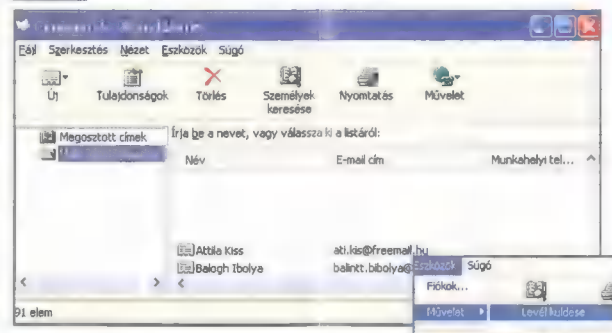 Fájl Szerkesztés Nézet Eszközök Súgó
Új Tulajdonságok Törlés Személyek keresése Nyomtatás Művelet
Megosztott címek
Írja be a nevet, vagy válassza ki a listáról:
Név E-mail cím Munkahelyi tel...
Attila Kiss ati.kis@freemail.hu
Balogh Ibolya balintt.bibolya@
Eszközök Súgó
Fiókok...
Művelet Levél küldése
91 elem